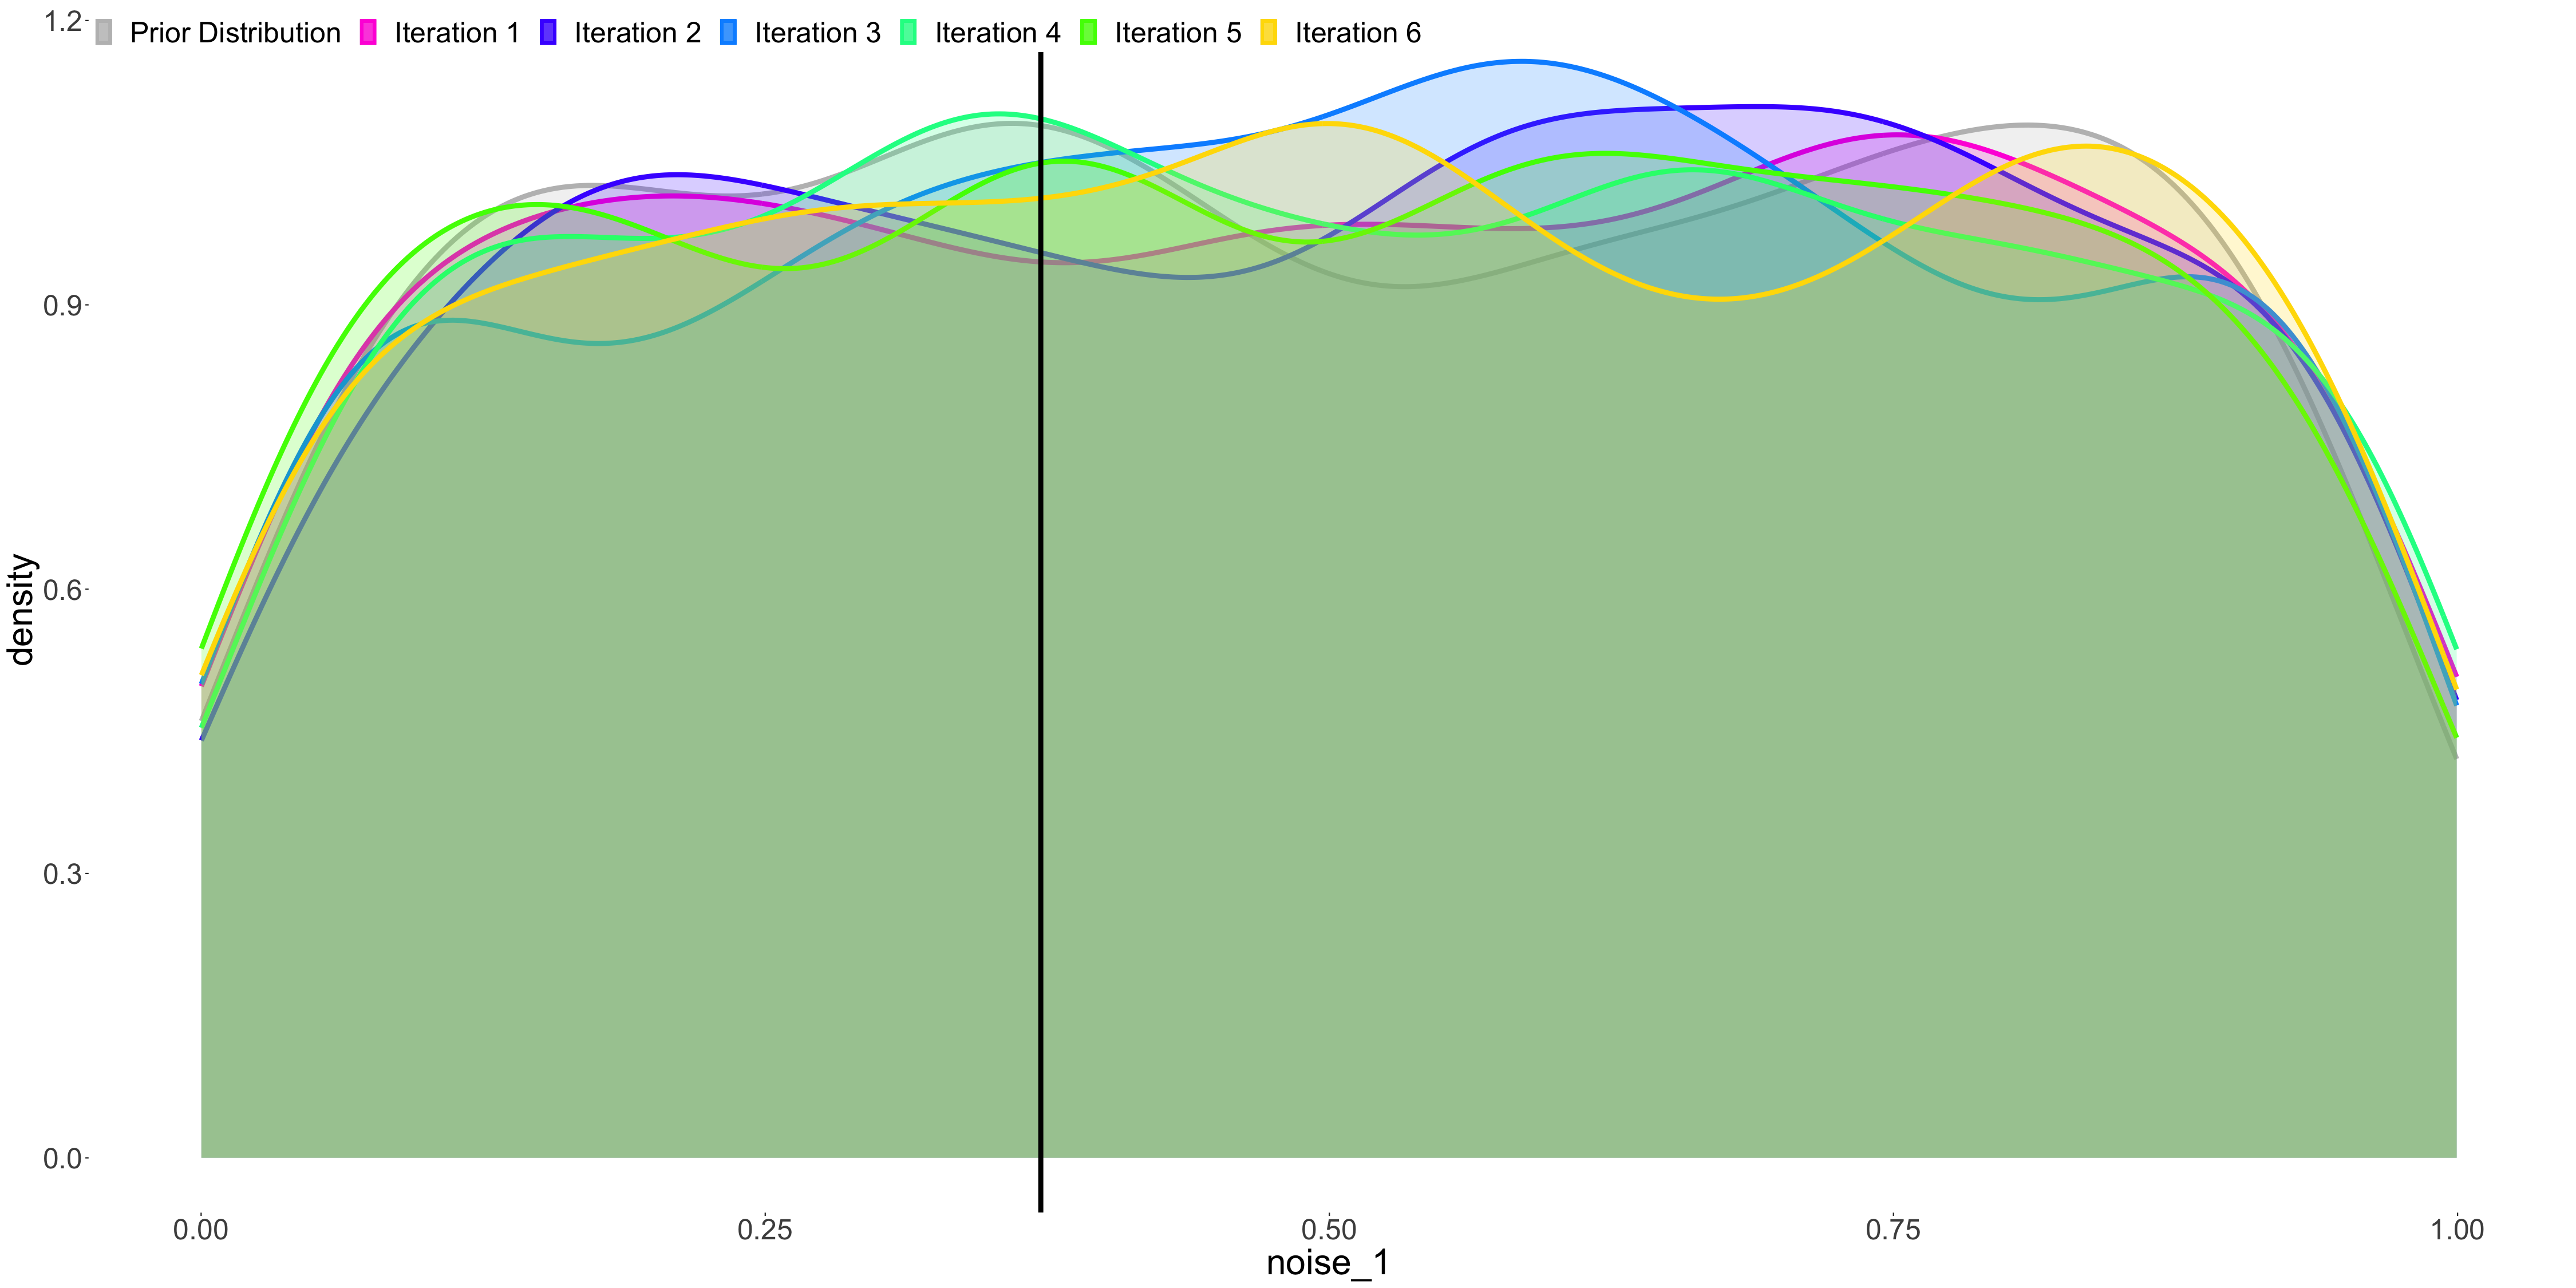 Prior Distribution Iteration 1 Iteration 2 Iteration 3 Iteration 4 Iteration 5 Iteration 6
1.2
0.9
0.6
0.3
0.0
density
0.00 0.25 0.50 0.75 1.00
noise_1